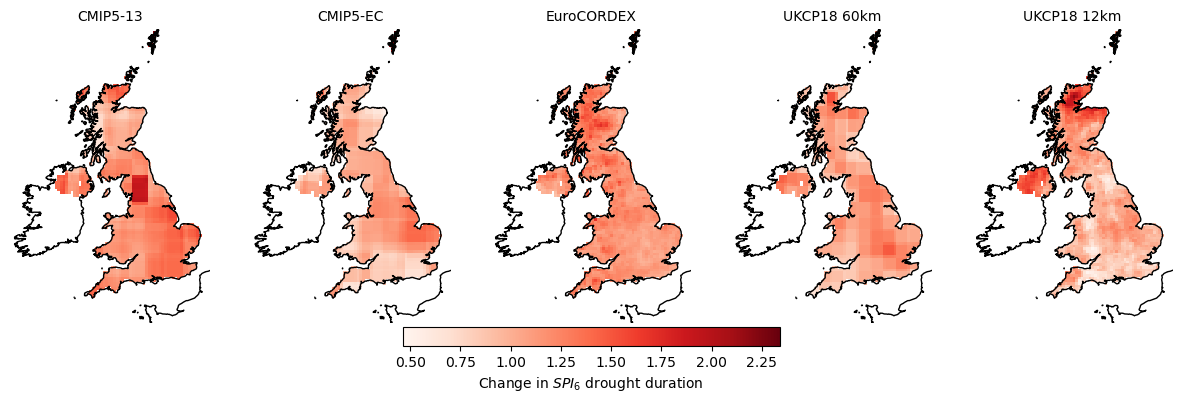 CMIP5-13 CMIP5-EC EuroCORDEX UKCP18 60km UKCP18 12km
0.50 0.75 1.00 1.25 1.50 1.75 2.00 2.25
Change in SPI₆ drought duration